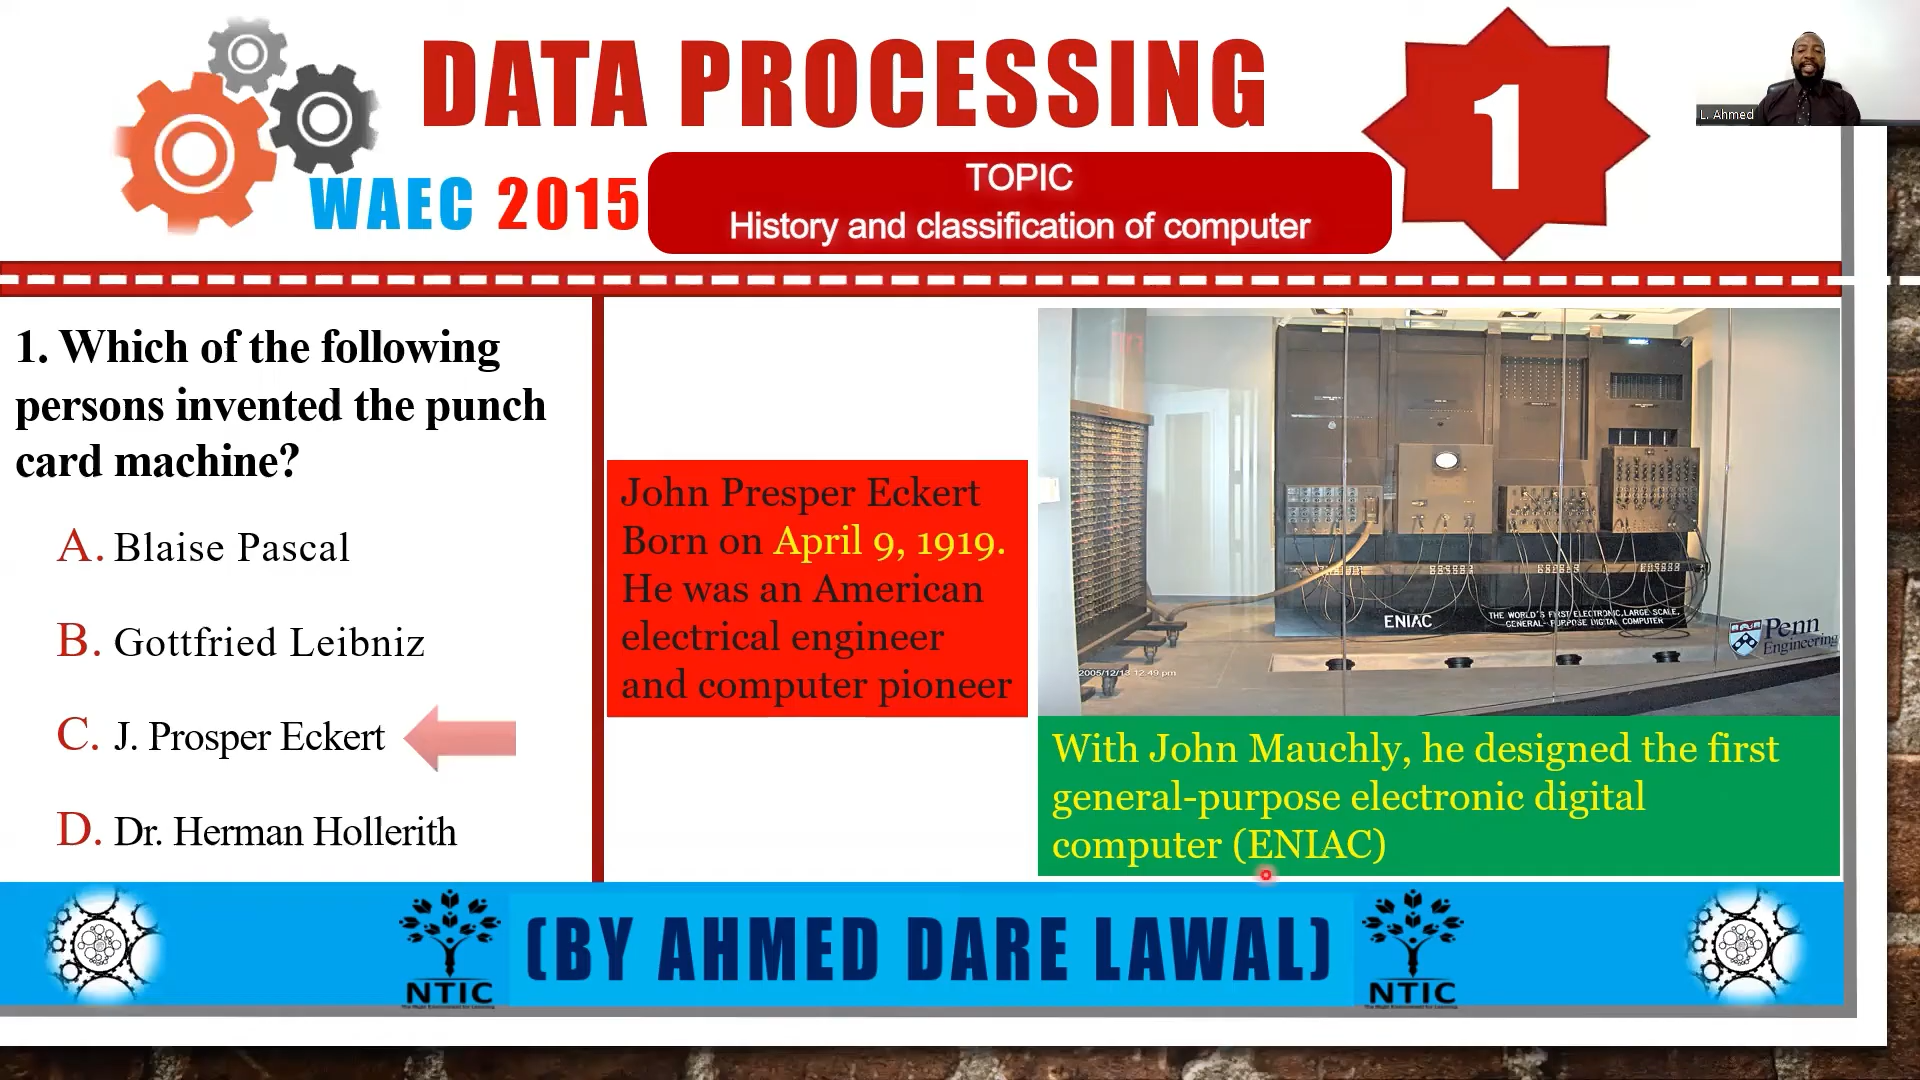 DATA PROCESSING
1
L. Ahmed
WAEC 2015
TOPIC
History and classification of computer
1. Which of the following
persons invented the punch
card machine?
A. Blaise Pascal
B. Gottfried Leibniz
C. J. Prosper Eckert
D. Dr. Herman Hollerith
John Presper Eckert
Born on April 9, 1919.
He was an American
electrical engineer
and computer pioneer
ENIAC
THE WORLD'S FIRST ELECTRONIC, LARGE SCALE,
GENERAL-PURPOSE DIGITAL COMPUTER
Penn
Engineering
2005/12/13 12:49 pm
With John Mauchly, he designed the first
general-purpose electronic digital
computer (ENIAC)
NTIC
(BY AHMED DARE LAWAL)
NTIC